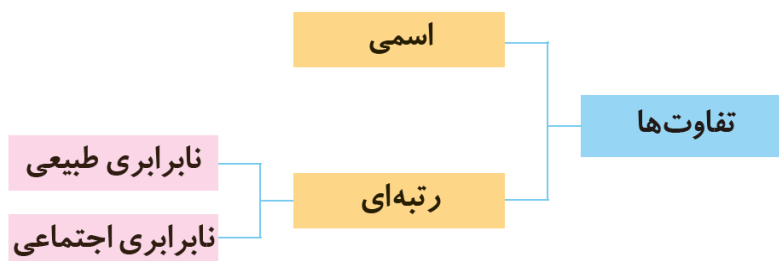 تفاوت‌ها
اسمی
رتبه‌ای
نابرابری طبیعی
نابرابری اجتماعی